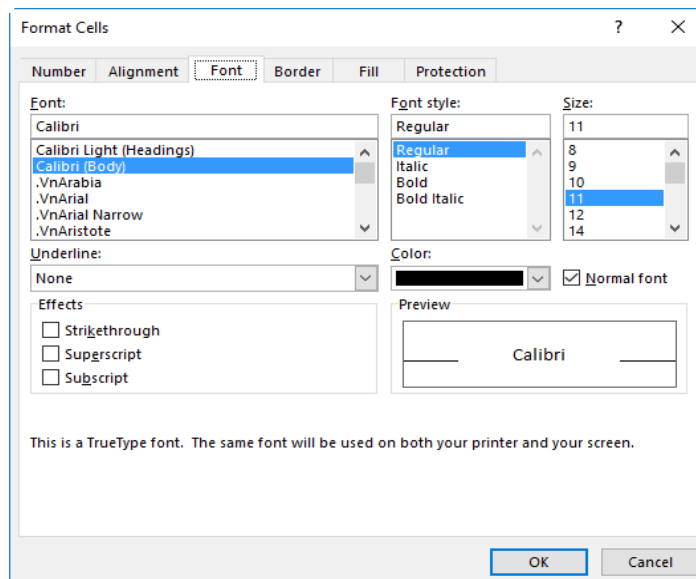 Format Cells ?
Number Alignment Font Border Fill Protection
Font: Font style: Size:
Calibri Regular 11
Calibri Light (Headings) Regular 8
Calibri (Body) Italic 9
.VnArabia Bold 10
.VnArial Bold Italic 11
.VnArial Narrow 12
.VnAristote 14
Underline: Color:
None Normal font
Effects Preview
Strikethrough
Superscript Calibri
Subscript
This is a TrueType font. The same font will be used on both your printer and your screen.
OK Cancel